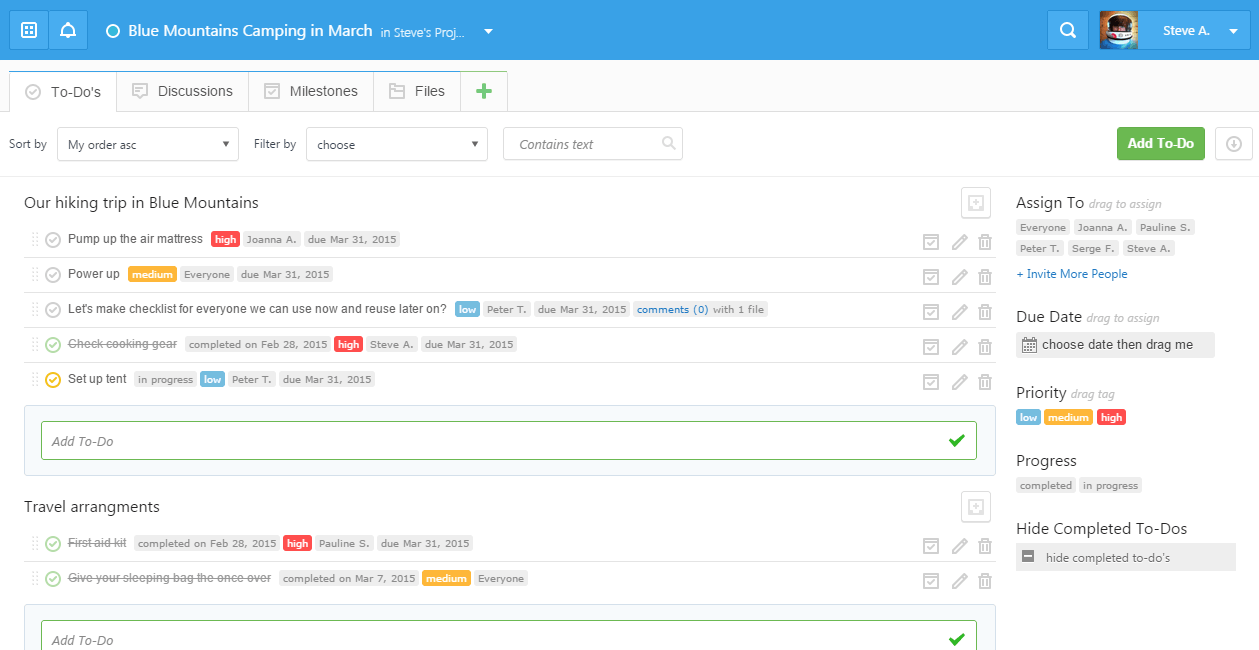 Blue Mountains Camping in March in Steve's Proj... Steve A.
To-Do's Discussions Milestones Files
Sort by My order asc Filter by choose Contains text Add To-Do
Our hiking trip in Blue Mountains
Pump up the air mattress high Joanna A. due Mar 31, 2015
Power up medium Everyone due Mar 31, 2015
Let's make checklist for everyone we can use now and reuse later on? low Peter T. due Mar 31, 2015 comments (0) with 1 file
Check cooking gear completed on Feb 28, 2015 high Steve A. due Mar 31, 2015
Set up tent in progress low Peter T. due Mar 31, 2015
Add To-Do
Travel arrangments
First aid kit completed on Feb 28, 2015 high Pauline S. due Mar 31, 2015
Give your sleeping bag the once over completed on Mar 7, 2015 medium Everyone
Add To-Do
Assign To drag to assign
Everyone Joanna A. Pauline S.
Peter T. Serge F. Steve A.
+ Invite More People
Due Date drag to assign
choose date then drag me
Priority drag tag
low medium high
Progress
completed in progress
Hide Completed To-Dos
hide completed to-do's